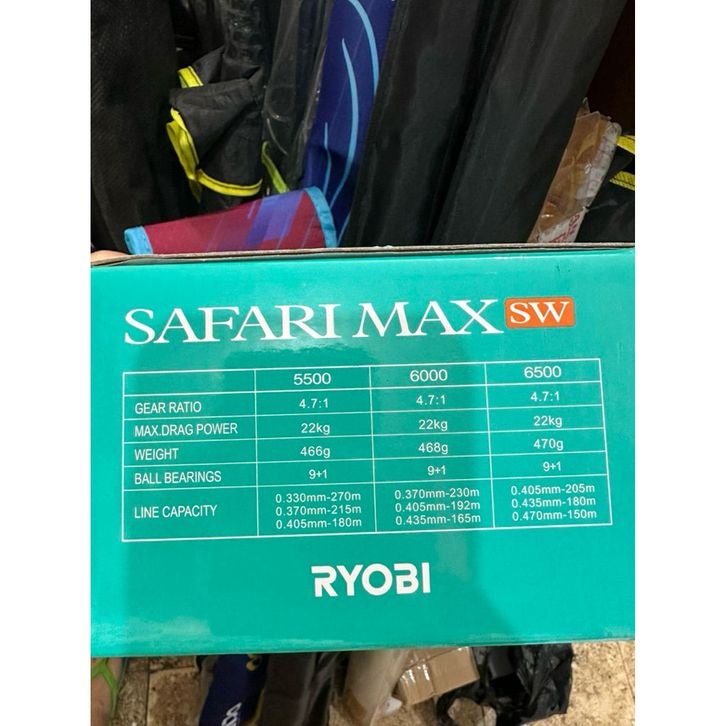 SAFARI MAX SW
5500 6000 6500
GEAR RATIO 4.7:1 4.7:1 4.7:1
MAX.DRAG POWER 22kg 22kg 22kg
WEIGHT 466g 468g 470g
BALL BEARINGS 9+1 9+1 9+1
LINE CAPACITY 0.330mm-270m 0.370mm-230m 0.405mm-205m
0.370mm-215m 0.405mm-192m 0.435mm-180m
0.405mm-180m 0.435mm-165m 0.470mm-150m
RYOBI